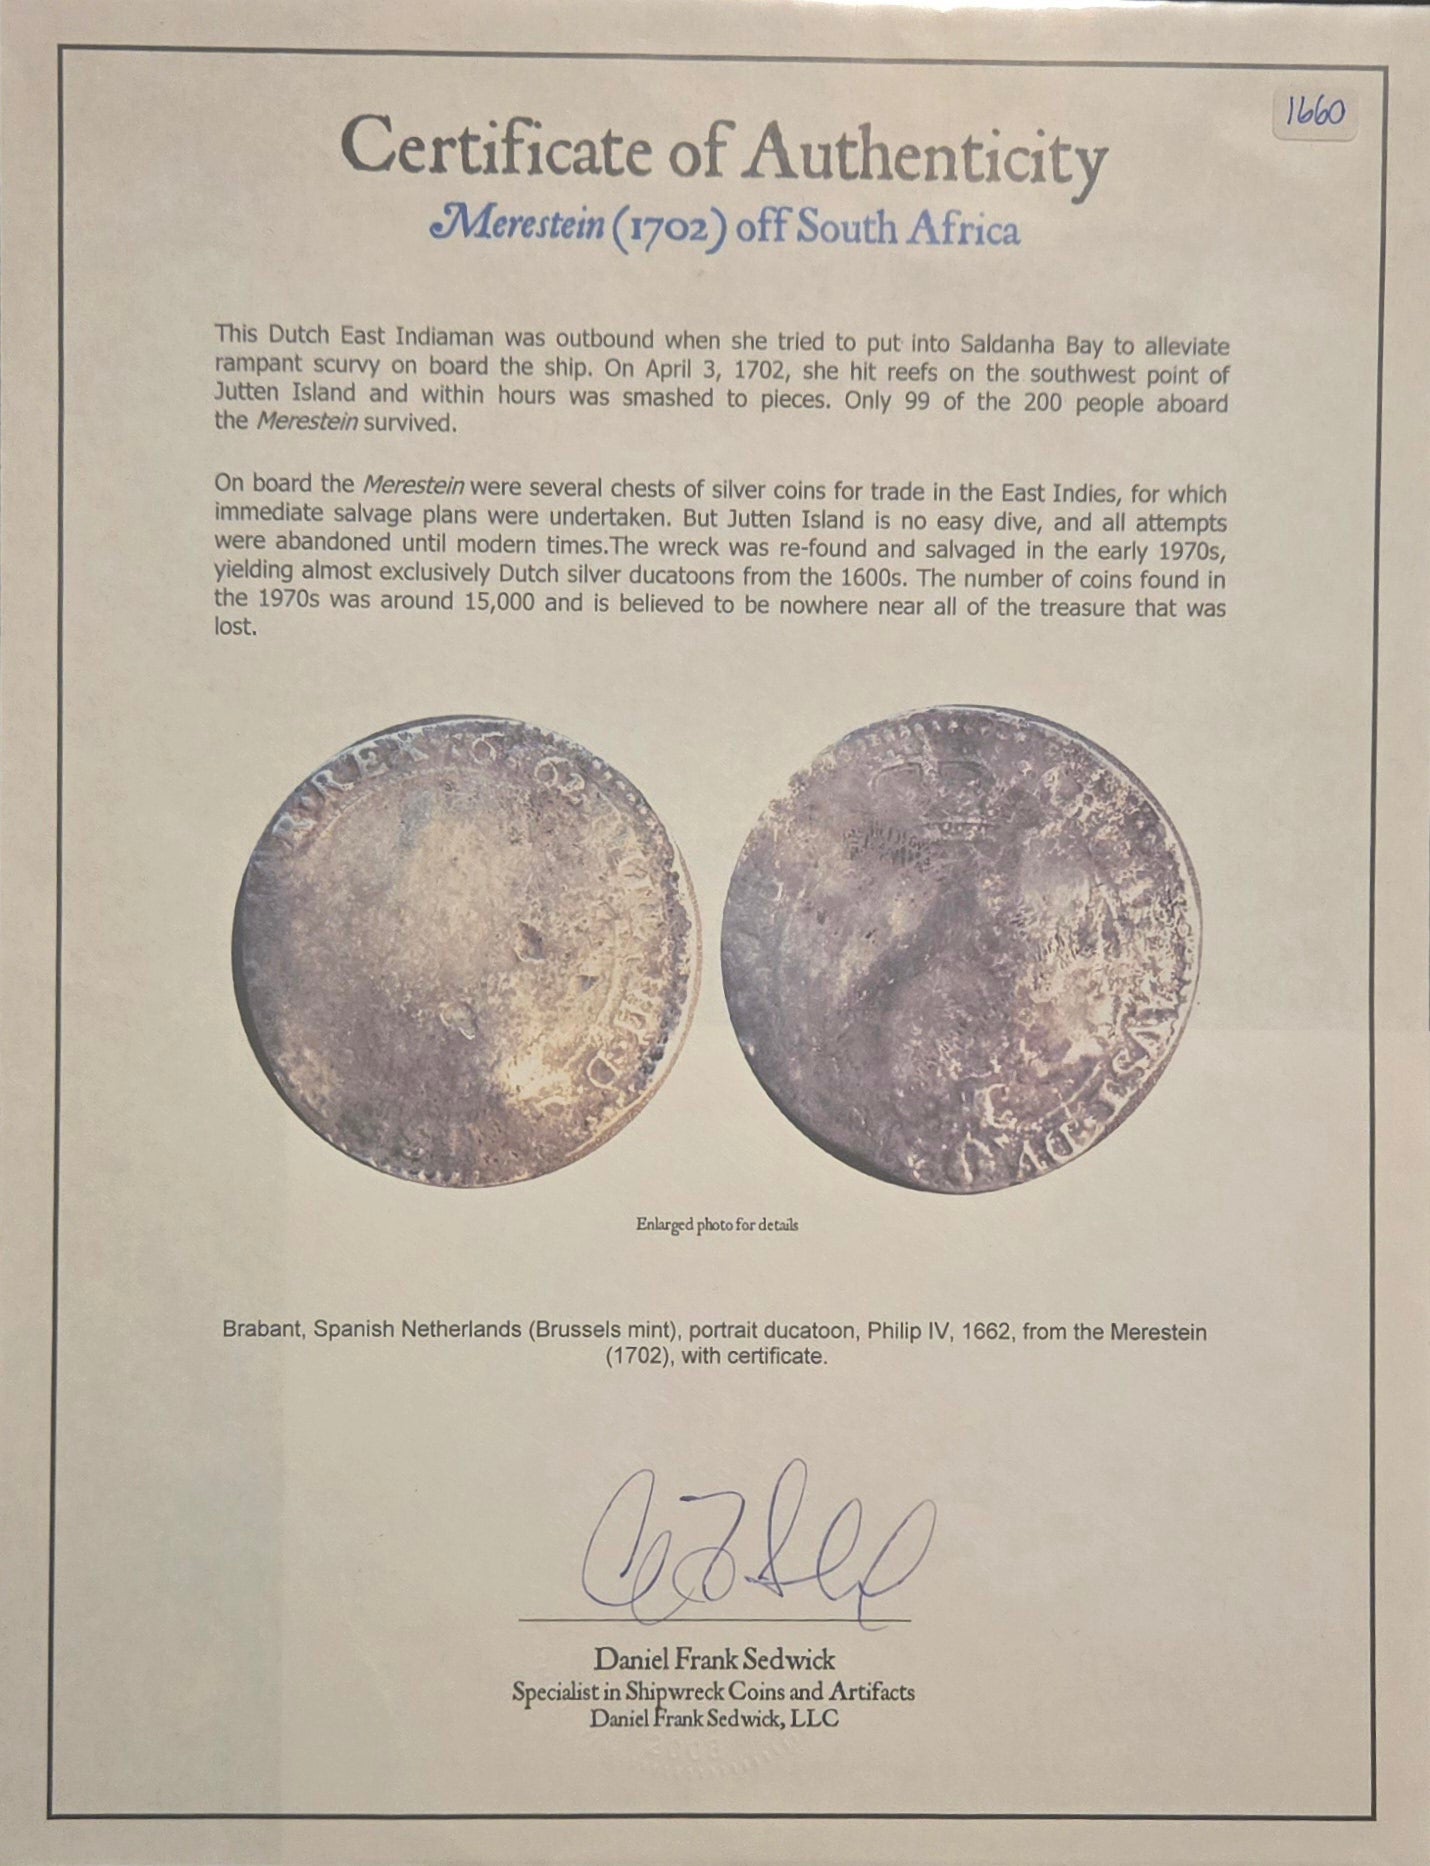 1660
Certificate of Authenticity
Merestein (1702) off South Africa
This Dutch East Indiaman was outbound when she tried to put into Saldanha Bay to alleviate
rampant scurvy on board the ship. On April 3, 1702, she hit reefs on the southwest point of
Jutten Island and within hours was smashed to pieces. Only 99 of the 200 people aboard
the Merestein survived.
On board the Merestein were several chests of silver coins for trade in the East Indies, for which
immediate salvage plans were undertaken. But Jutten Island is no easy dive, and all attempts
were abandoned until modern times.The wreck was re-found and salvaged in the early 1970s,
yielding almost exclusively Dutch silver ducatoons from the 1600s. The number of coins found in
the 1970s was around 15,000 and is believed to be nowhere near all of the treasure that was
lost.
Enlarged photo for details
Brabant, Spanish Netherlands (Brussels mint), portrait ducatoon, Philip IV, 1662, from the Merestein
(1702), with certificate.
Daniel Frank Sedwick
Specialist in Shipwreck Coins and Artifacts
Daniel Frank Sedwick, LLC